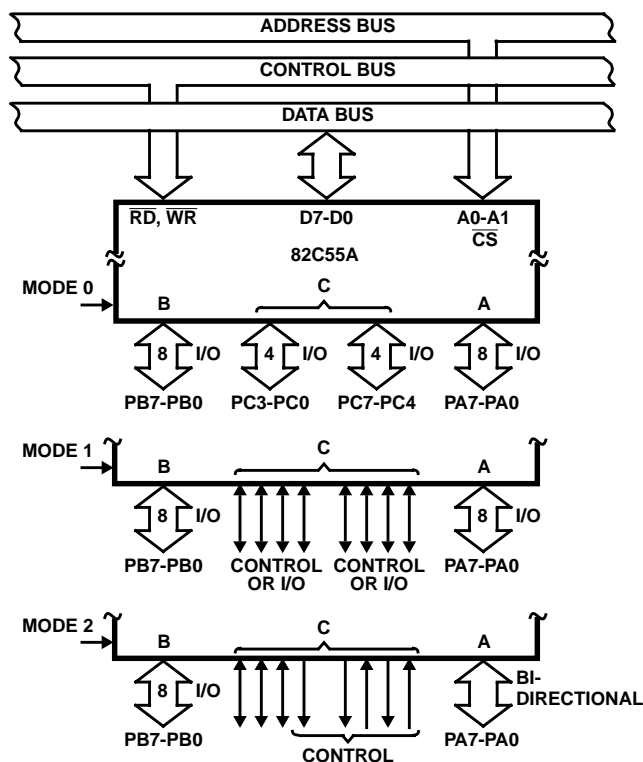 ADDRESS BUS
CONTROL BUS
DATA BUS
RD, WR D7-D0 A0-A1
CS
82C55A
MODE 0
B C A
8 I/O 4 I/O 4 I/O 8 I/O
PB7-PB0 PC3-PC0 PC7-PC4 PA7-PA0
MODE 1
B C A
8 I/O 8 I/O
PB7-PB0 CONTROL OR I/O CONTROL OR I/O PA7-PA0
MODE 2
B C A
8 I/O BI-
DIRECTIONAL
PB7-PB0 PA7-PA0
CONTROL